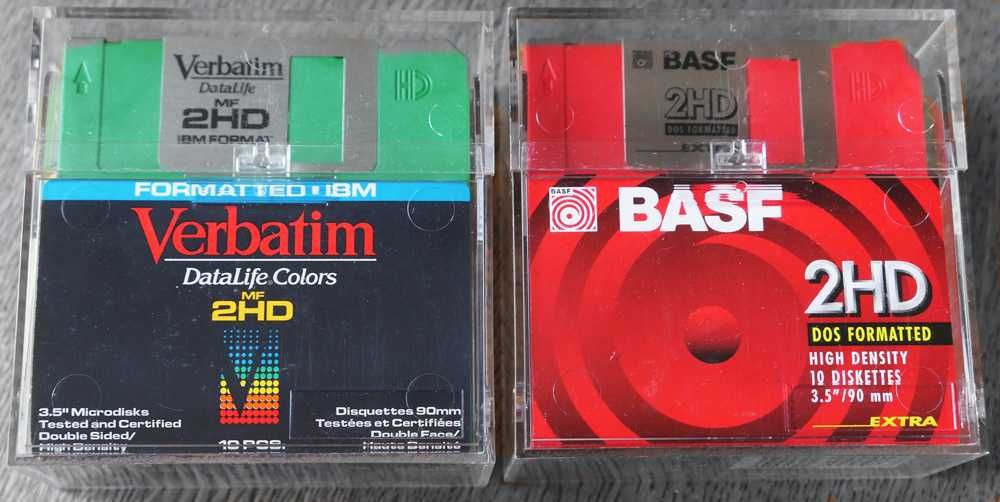 Verbatim
DataLife
MF
2HD
IBM FORMAT
HD
FORMATTED IBM
Verbatim
DataLife Colors
MF
2HD
3.5" Microdisks
Tested and Certified
Double Sided/
High Density
10 PCS.
Disquettes 90mm
Testées et Certifiées
Double Face/
Haute Densité
BASF
2HD
DOS FORMATTED
EXTRA
HD
BASF
BASF
2HD
DOS FORMATTED
HIGH DENSITY
10 DISKETTES
3.5"/90 mm
EXTRA